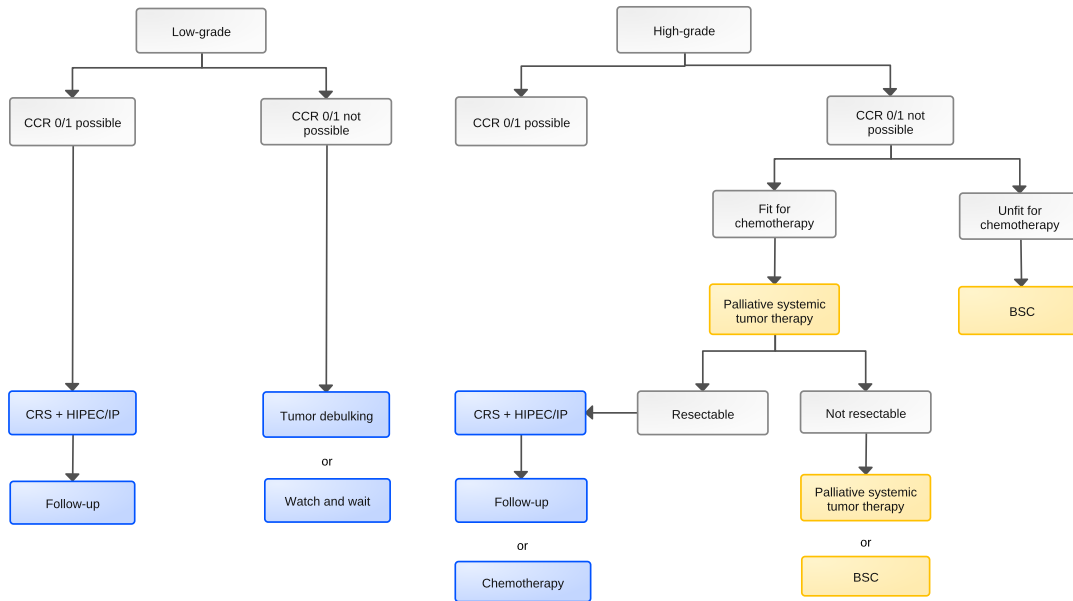 Low-grade
High-grade
CCR 0/1 possible
CCR 0/1 not
possible
CCR 0/1 possible
CCR 0/1 not
possible
Fit for
chemotherapy
Unfit for
chemotherapy
Palliative systemic
tumor therapy
BSC
CRS + HIPEC/IP
Tumor debulking
CRS + HIPEC/IP
Resectable
Not resectable
or
Follow-up
Watch and wait
Follow-up
Palliative systemic
tumor therapy
or
or
Chemotherapy
BSC